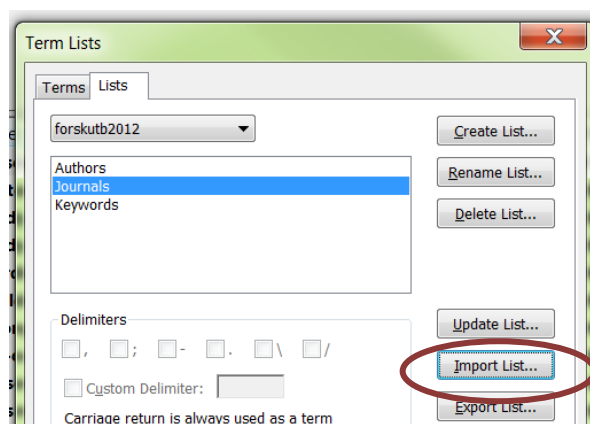 Term Lists
Terms Lists
forskutb2012
Create List...
Authors
Journals
Keywords
Rename List...
Delete List...
Delimiters
, ; - . \ /
Custom Delimiter:
Carriage return is always used as a term
Update List...
Import List...
Export List...